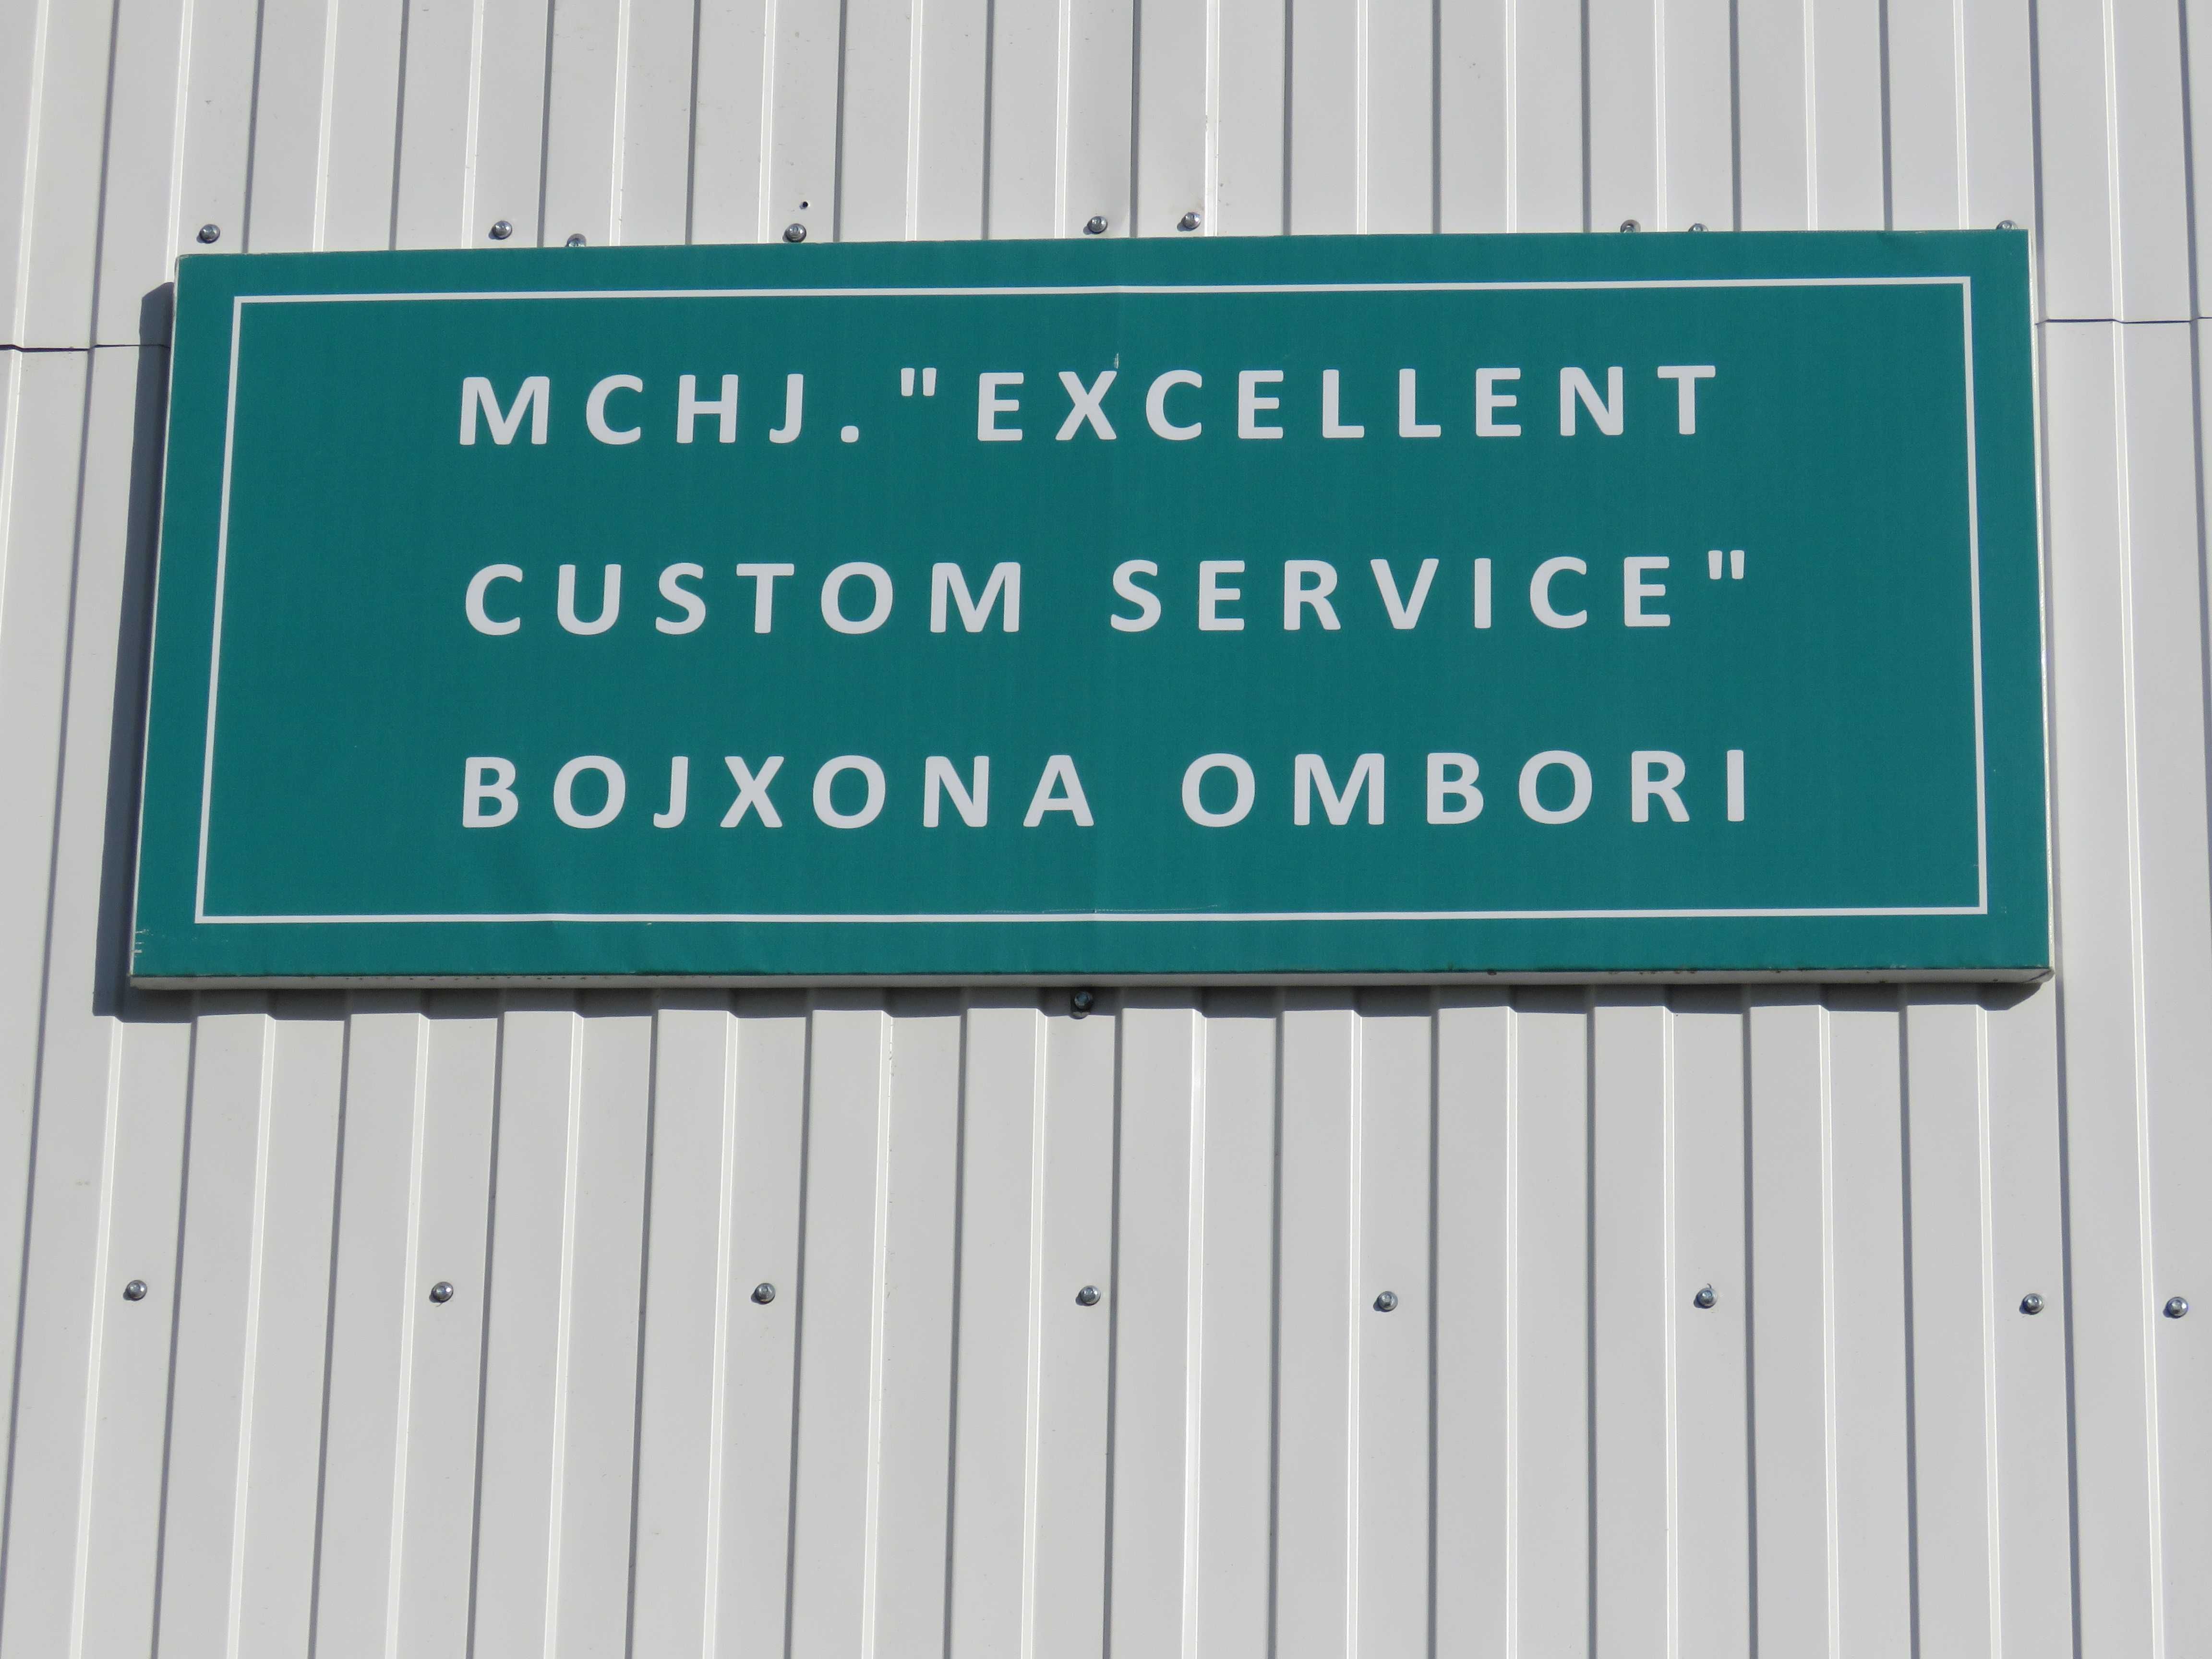 MCHJ. "EXCELLENT
CUSTOM SERVICE"
BOJXONA OMBORI